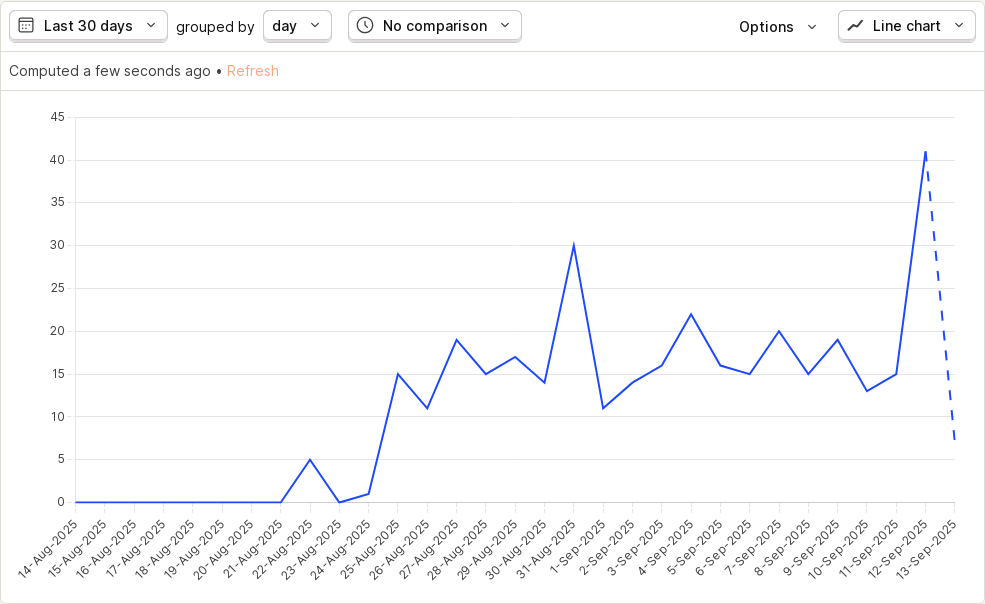 Last 30 days grouped by day No comparison Options Line chart
Computed a few seconds ago • Refresh
45
40
35
30
25
20
15
10
5
0
14-Aug-2025
15-Aug-2025
16-Aug-2025
17-Aug-2025
18-Aug-2025
19-Aug-2025
20-Aug-2025
21-Aug-2025
22-Aug-2025
23-Aug-2025
24-Aug-2025
25-Aug-2025
26-Aug-2025
27-Aug-2025
28-Aug-2025
29-Aug-2025
30-Aug-2025
31-Aug-2025
1-Sep-2025
2-Sep-2025
3-Sep-2025
4-Sep-2025
5-Sep-2025
6-Sep-2025
7-Sep-2025
8-Sep-2025
9-Sep-2025
10-Sep-2025
11-Sep-2025
12-Sep-2025
13-Sep-2025